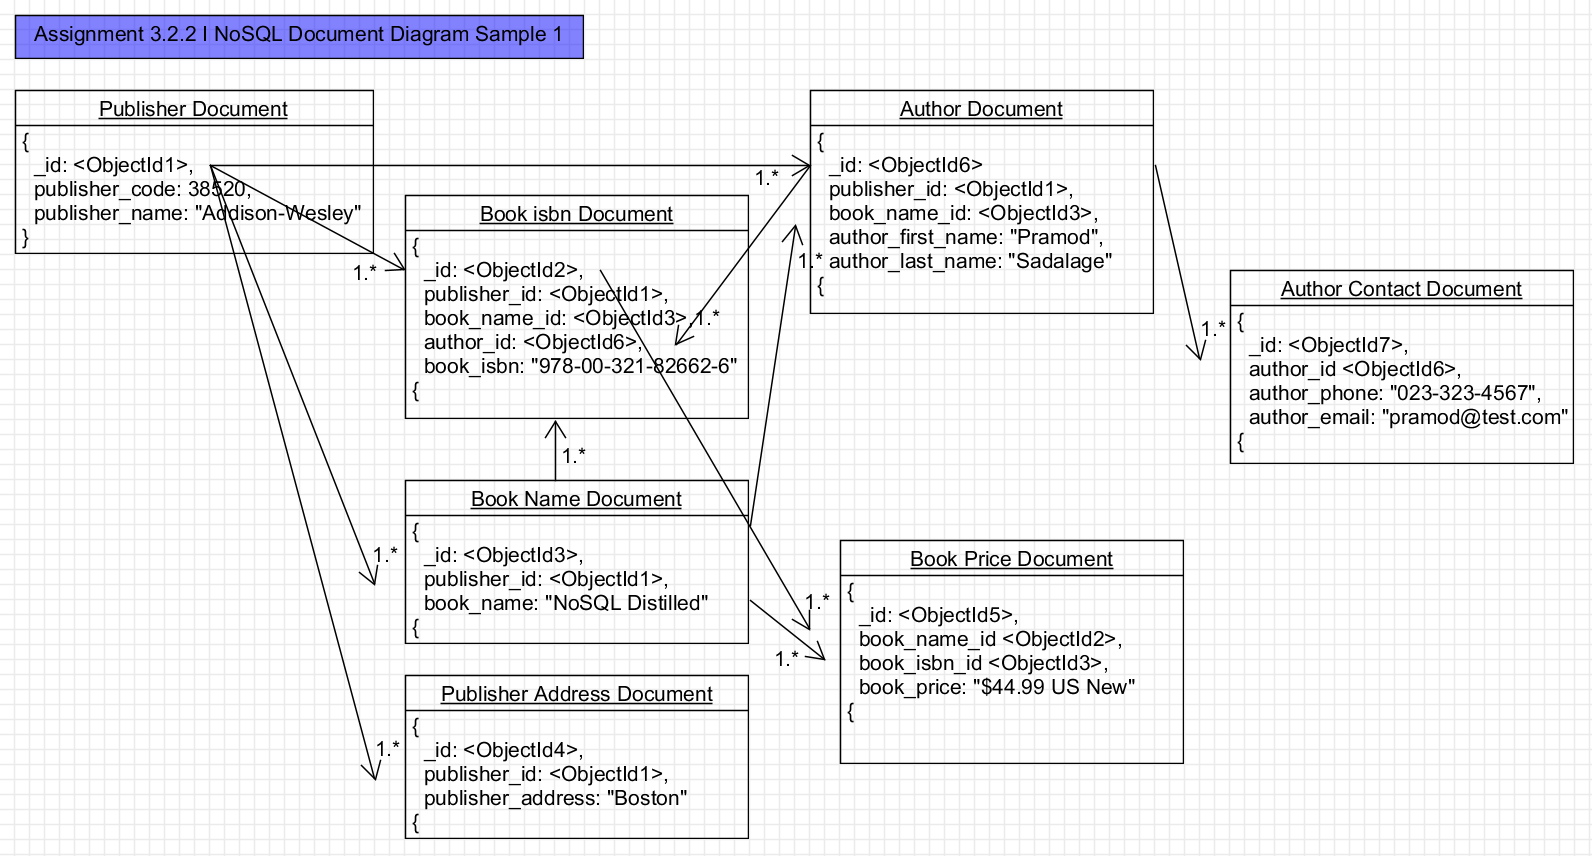 Assignment 3.2.2 I NoSQL Document Diagram Sample 1
Publisher Document
{
_id: <ObjectId1>,
publisher_code: 38520,
publisher_name: "Addison-Wesley"
}
1.*
Book isbn Document
{
_id: <ObjectId2>,
publisher_id: <ObjectId1>,
book_name_id: <ObjectId3>,
author_id: <ObjectId6>,
book_isbn: "978-00-321-82662-6"
{
1.*
1.*
Author Document
{
_id: <ObjectId6>
publisher_id: <ObjectId1>,
book_name_id: <ObjectId3>,
author_first_name: "Pramod",
author_last_name: "Sadalage"
{
1.*
1.*
Author Contact Document
{
_id: <ObjectId7>,
author_id <ObjectId6>,
author_phone: "023-323-4567",
author_email: "pramod@test.com"
{
1.*
1.*
Book Name Document
{
_id: <ObjectId3>,
publisher_id: <ObjectId1>,
book_name: "NoSQL Distilled"
{
1.*
1.*
1.*
Book Price Document
{
_id: <ObjectId5>,
book_name_id <ObjectId2>,
book_isbn_id <ObjectId3>,
book_price: "$44.99 US New"
{
1.*
Publisher Address Document
{
_id: <ObjectId4>,
publisher_id: <ObjectId1>,
publisher_address: "Boston"
{